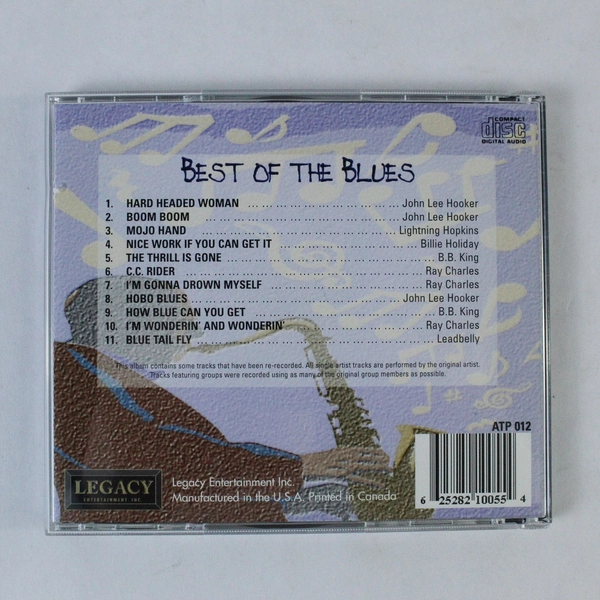 COMPACT
disc
DIGITAL AUDIO
BEST OF THE BLUES
1. HARD HEADED WOMAN ... ... ... ... ... ... ... ... ... John Lee Hooker
2. BOOM BOOM ... ... ... ... ... ... ... ... ... ... ... John Lee Hooker
3. MOJO HAND ... ... ... ... ... ... ... ... ... ... ... Lightning Hopkins
4. NICE WORK IF YOU CAN GET IT ... ... ... ... ... ... ... Billie Holiday
5. THE THRILL IS GONE ... ... ... ... ... ... ... ... ... ... B.B. King
6. C.C. RIDER ... ... ... ... ... ... ... ... ... ... ... Ray Charles
7. I'M GONNA DROWN MYSELF ... ... ... ... ... ... ... ... Ray Charles
8. HOBO BLUES ... ... ... ... ... ... ... ... ... ... John Lee Hooker
9. HOW BLUE CAN YOU GET ... ... ... ... ... ... ... ... ... B.B. King
10. I'M WONDERIN' AND WONDERIN' ... ... ... ... ... ... ... Ray Charles
11. BLUE TAIL FLY ... ... ... ... ... ... ... ... ... ... ... Leadbelly
This album contains some tracks that have been re-recorded. All single artist tracks are performed by the original artist.
Tracks featuring groups were recorded using as many of the original group members as possible.
ATP 012
LEGACY
ENTERTAINMENT INC.
Legacy Entertainment Inc.
Manufactured in the U.S.A. Printed in Canada
6 25282 10055 4